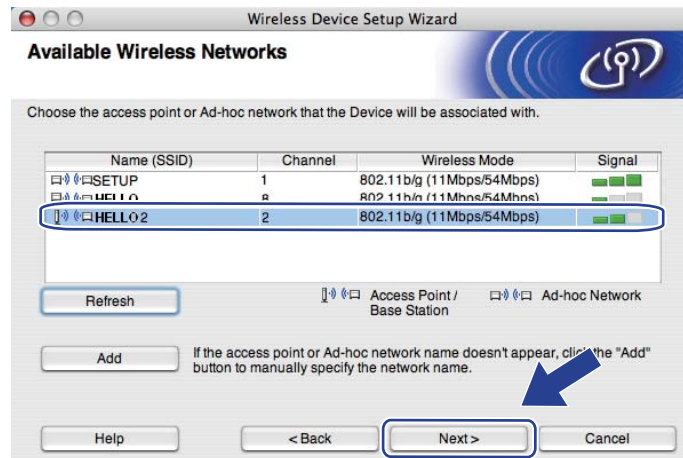 Wireless Device Setup Wizard
Available Wireless Networks
Choose the access point or Ad-hoc network that the Device will be associated with.
Name (SSID) Channel Wireless Mode Signal
SETUP 1 802.11b/g (11Mbps/54Mbps)
HELLO 8 802.11b/g (11Mbps/54Mbps)
HELLO2 2 802.11b/g (11Mbps/54Mbps)
Refresh
Access Point / Base Station
Ad-hoc Network
Add
If the access point or Ad-hoc network name doesn't appear, click the "Add"
button to manually specify the network name.
Help
< Back
Next >
Cancel